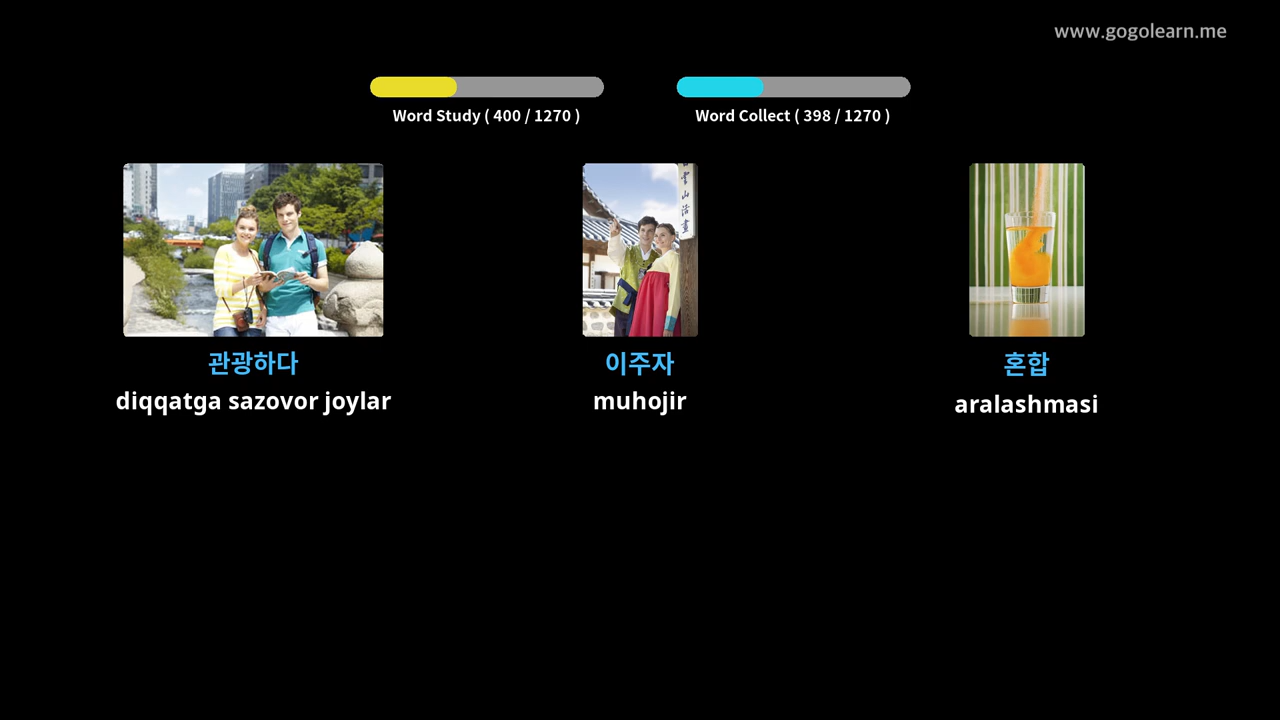 www.gogolearn.me
Word Study ( 400 / 1270 )
Word Collect ( 398 / 1270 )
관광하다
이주자
혼합
diqqatga sazovor joylar
muhojir
aralashmasi